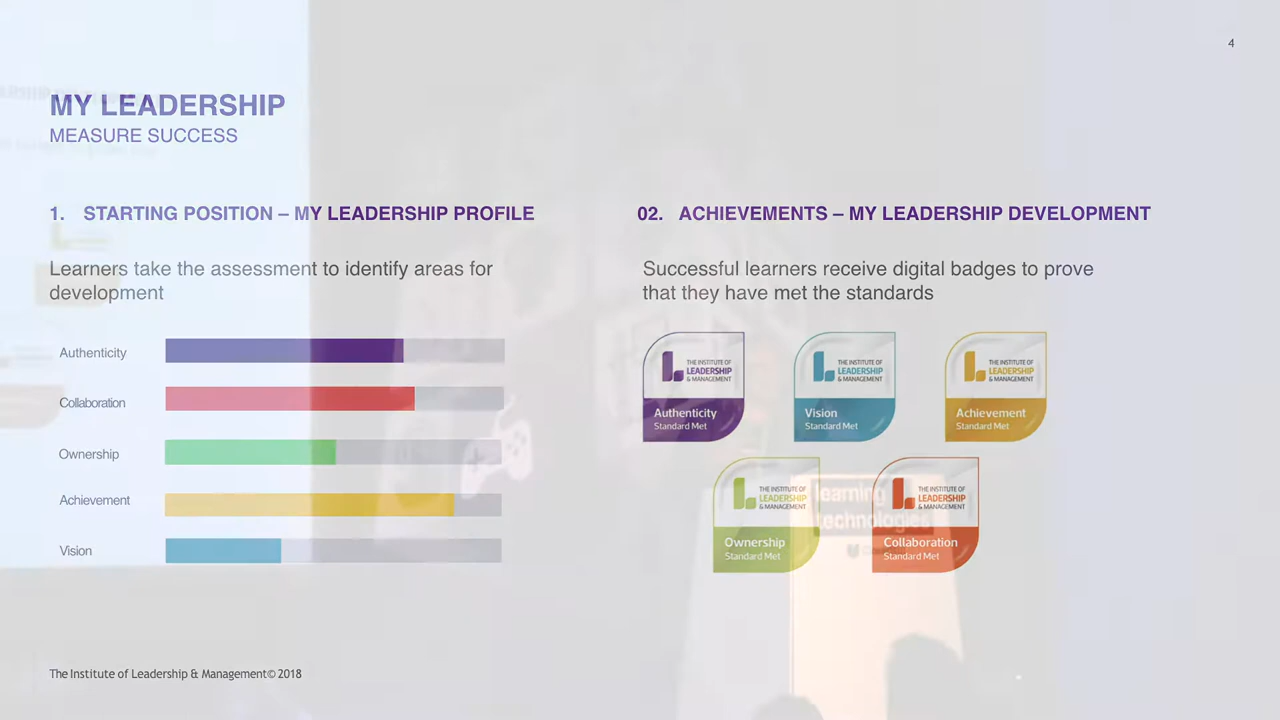 4
MY LEADERSHIP
MEASURE SUCCESS
1. STARTING POSITION – MY LEADERSHIP PROFILE
Learners take the assessment to identify areas for
development
Authenticity
Collaboration
Ownership
Achievement
Vision
02. ACHIEVEMENTS – MY LEADERSHIP DEVELOPMENT
Successful learners receive digital badges to prove
that they have met the standards
THE INSTITUTE OF
LEADERSHIP
& MANAGEMENT
Authenticity
Standard Met
THE INSTITUTE OF
LEADERSHIP
& MANAGEMENT
Vision
Standard Met
THE INSTITUTE OF
LEADERSHIP
& MANAGEMENT
Achievement
Standard Met
THE INSTITUTE OF
LEADERSHIP
& MANAGEMENT
Ownership
Standard Met
THE INSTITUTE OF
LEADERSHIP
& MANAGEMENT
Collaboration
Standard Met
learning
technologies
The Institute of Leadership & Management© 2018